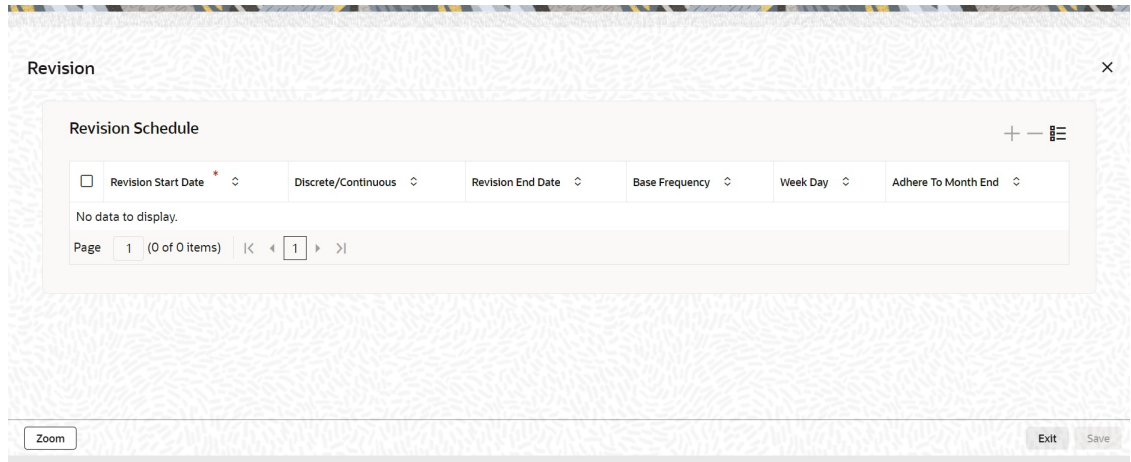 Revision
Revision Schedule
Revision Start Date * Discrete/Continuous Revision End Date Base Frequency Week Day Adhere To Month End
No data to display.
Page 1 (0 of 0 items) 1
Zoom Exit Save